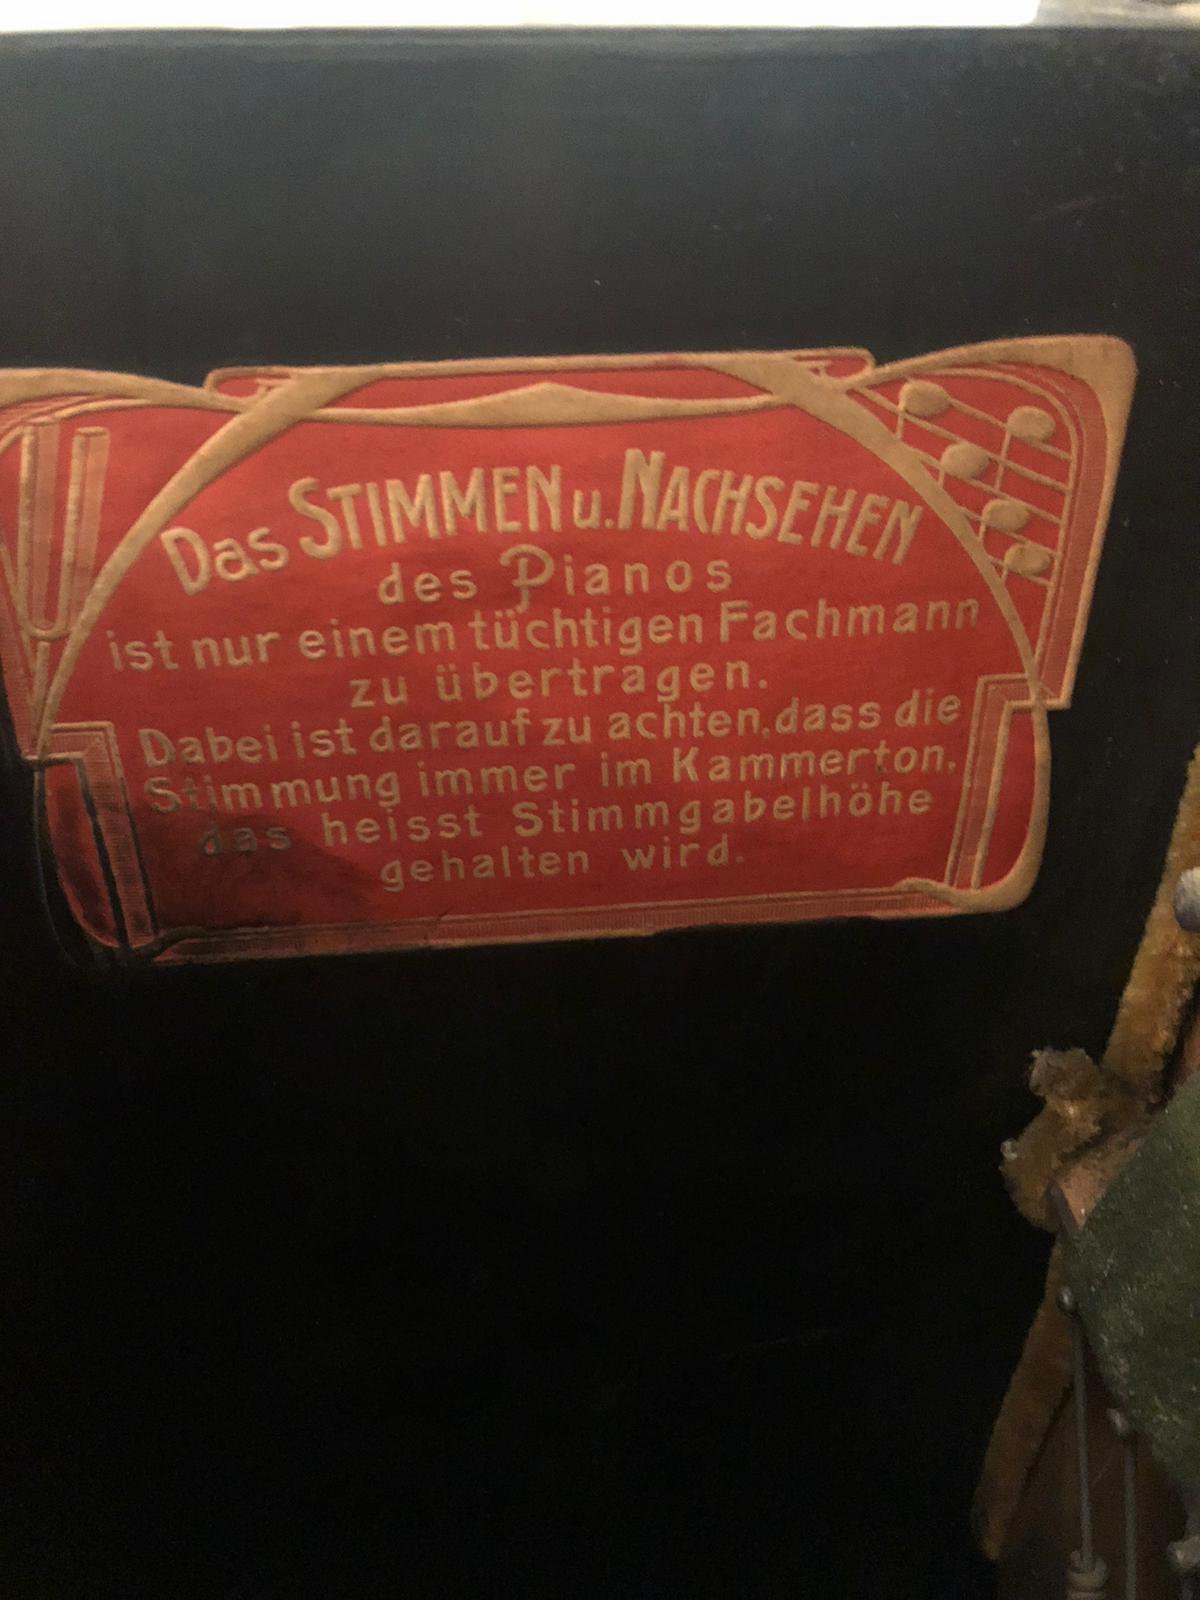 Das STIMMEN u. NACHSEHEN
des Pianos
ist nur einem tüchtigen Fachmann
zu übertragen.
Dabei ist darauf zu achten, dass die
Stimmung immer im Kammerton,
das heisst Stimmgabelhöhe
gehalten wird.